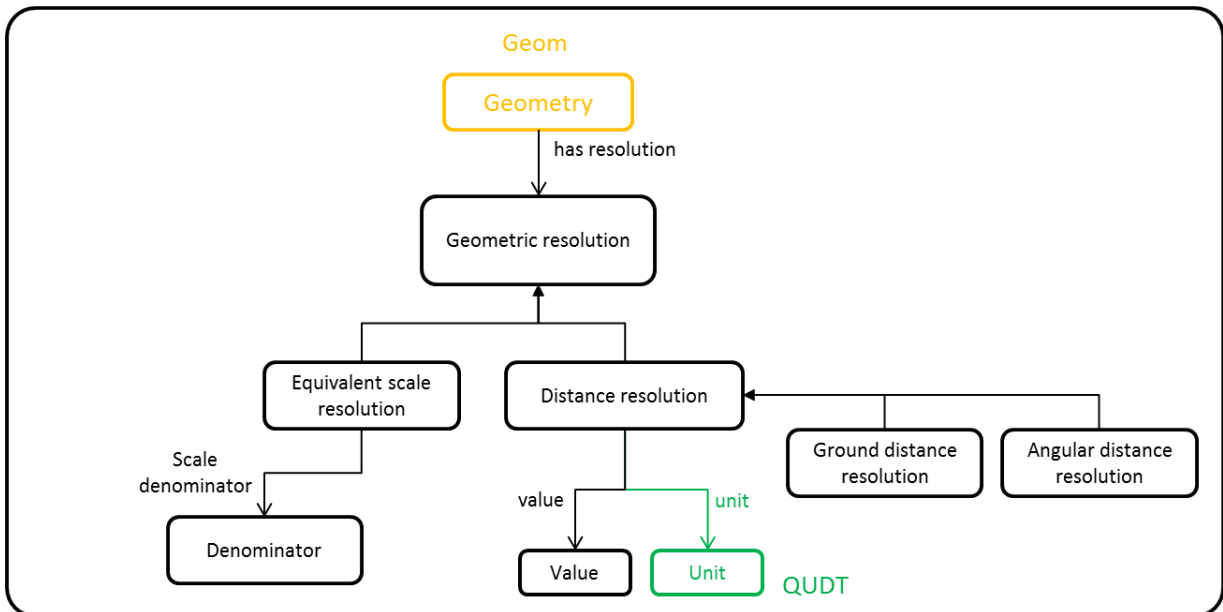 Geom
Geometry
has resolution
Geometric resolution
Equivalent scale
resolution
Distance resolution
Ground distance
resolution
Angular distance
resolution
Scale
denominator
value
unit
Denominator
Value
Unit
QUDT